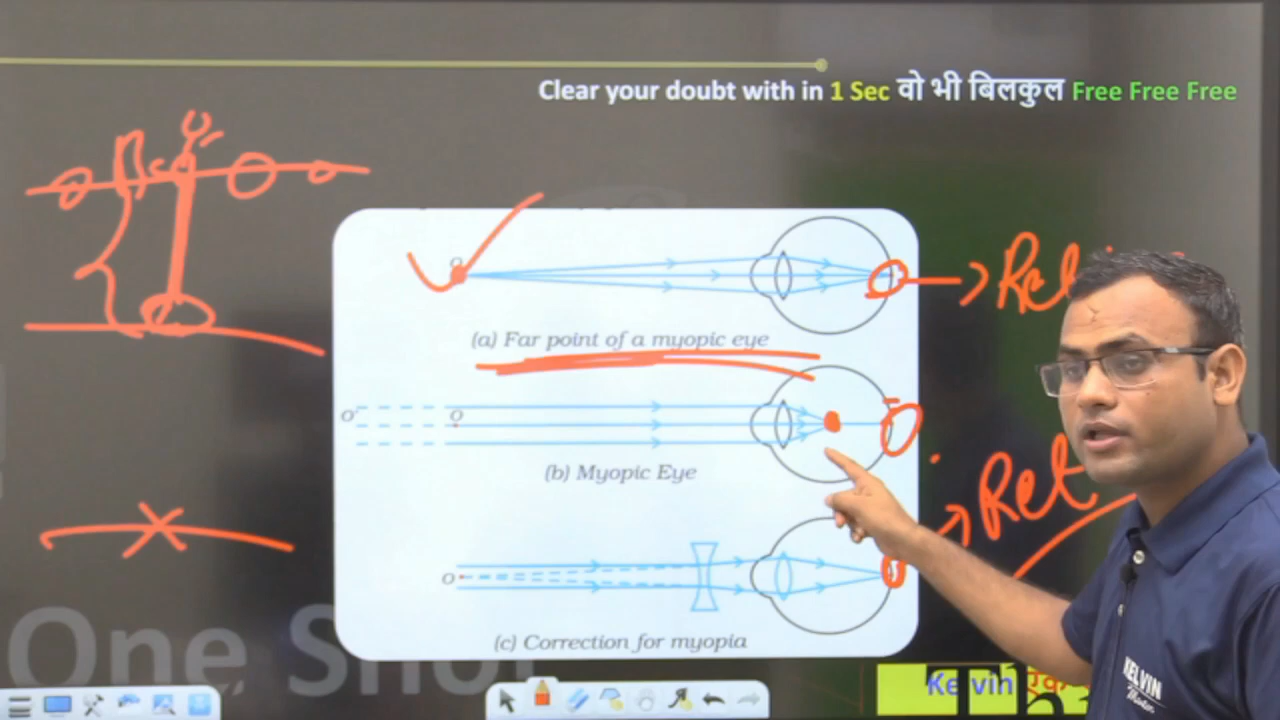 Clear your doubt with in 1 Sec वो भी बिलकुल Free Free Free
O
(a) Far point of a myopic eye
O' O
(b) Myopic Eye
O
(c) Correction for myopia
Ret
Ret
One
Kelvin एक
KELVIN